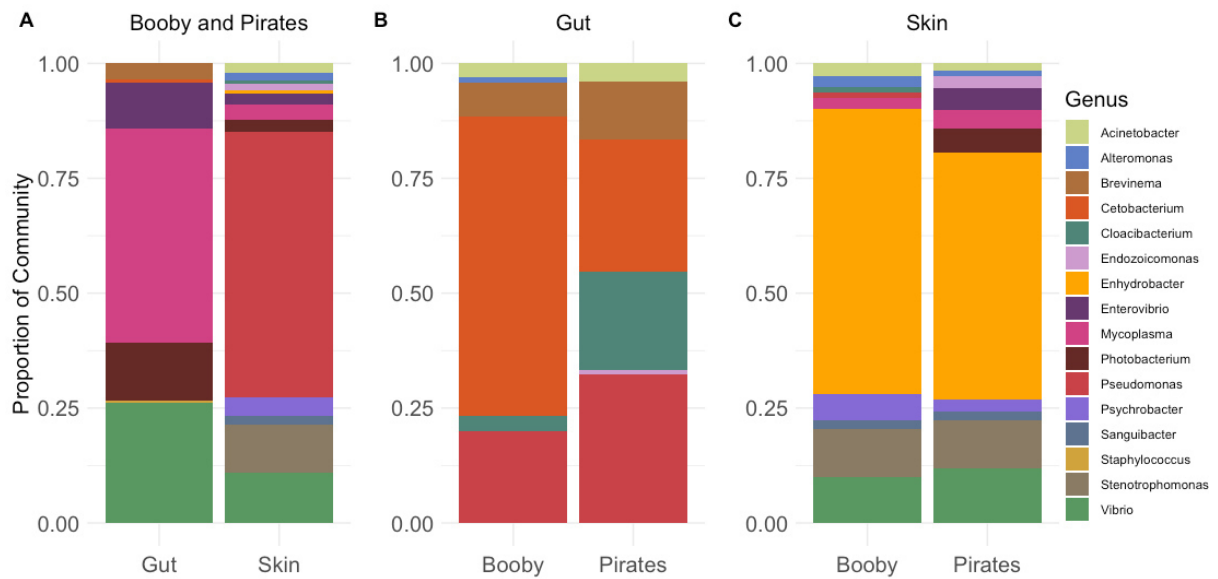 A
Booby and Pirates
B
Gut
C
Skin
Proportion of Community
1.00
0.75
0.50
0.25
0.00
Gut
Skin
1.00
0.75
0.50
0.25
0.00
Booby
Pirates
1.00
0.75
0.50
0.25
0.00
Booby
Pirates
Genus
Acinetobacter
Alteromonas
Brevinema
Cetobacterium
Cloacibacterium
Endozoicomonas
Enhydrobacter
Enterovibrio
Mycoplasma
Photobacterium
Pseudomonas
Psychrobacter
Sanguibacter
Staphylococcus
Stenotrophomonas
Vibrio